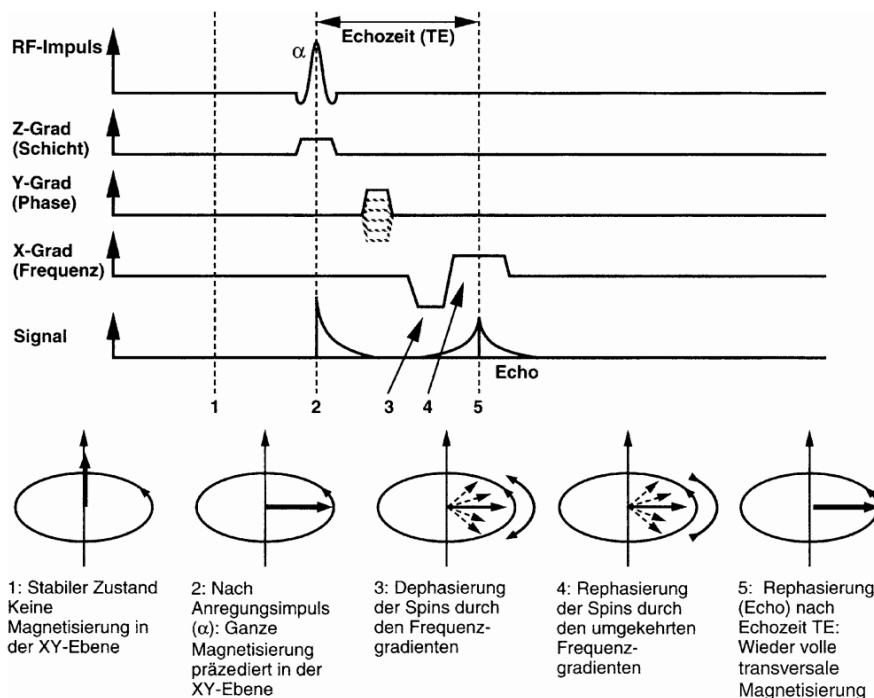 Echozeit (TE)
RF-Impuls
α
Z-Grad
(Schicht)
Y-Grad
(Phase)
X-Grad
(Frequenz)
Signal
Echo
1
2
3
4
5
1: Stabiler Zustand
Keine
Magnetisierung in
der XY-Ebene
2: Nach
Anregungsimpuls
(α): Ganze
Magnetisierung
präzediert in der
XY-Ebene
3: Dephasierung
der Spins durch
den Frequenz-
gradienten
4: Rephasierung
der Spins durch
den umgekehrten
Frequenz-
gradienten
5: Rephasierung
(Echo) nach
Echozeit TE:
Wieder volle
transversale
Magnetisierung